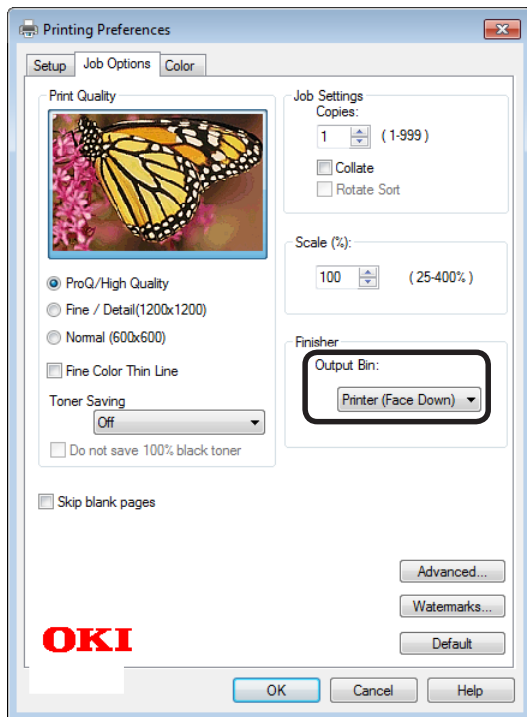 Printing Preferences
Setup Job Options Color
Print Quality
ProQ/High Quality
Fine / Detail(1200x1200)
Normal (600x600)
Fine Color Thin Line
Toner Saving
Off
Do not save 100% black toner
Skip blank pages
Job Settings
Copies:
1 ( 1-999 )
Collate
Rotate Sort
Scale (%):
100 ( 25-400% )
Finisher
Output Bin:
Printer (Face Down)
Advanced...
Watermarks...
Default
OKI
OK Cancel Help